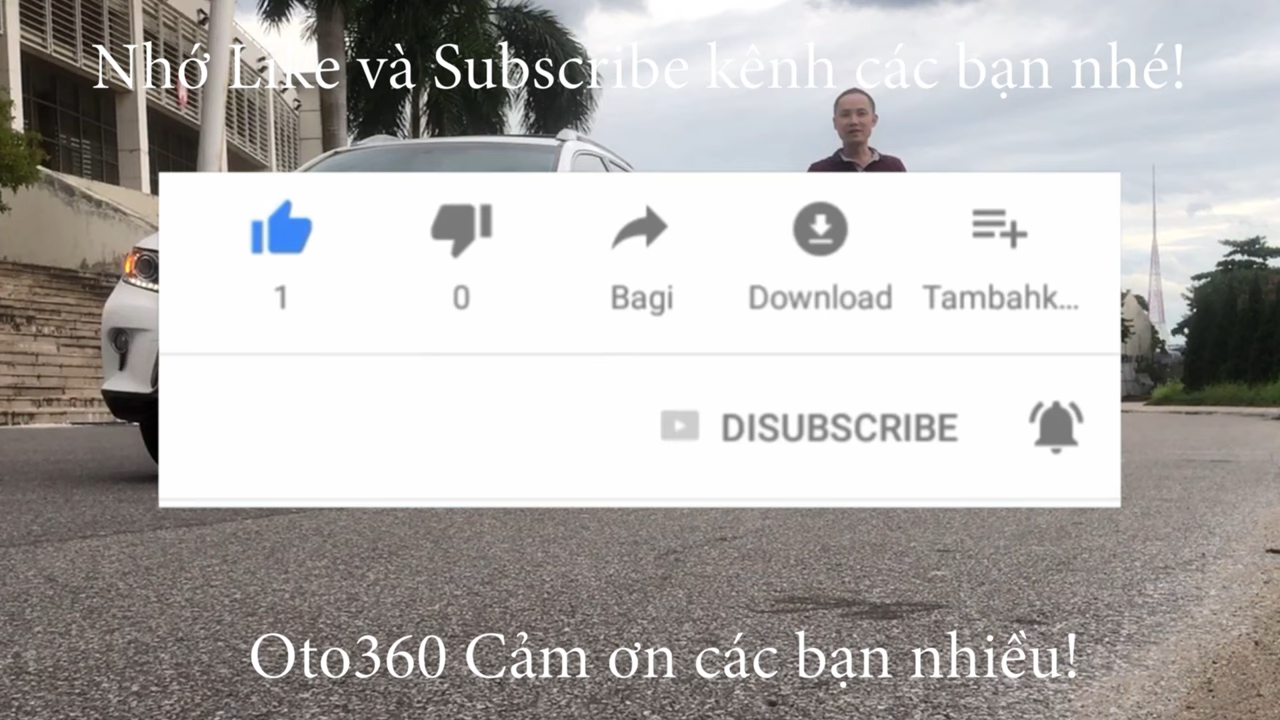 Nhớ Like và Subscribe kênh các bạn nhé!
1 0 Bagi Download Tambahk...
DISUBSCRIBE
Oto360 Cảm ơn các bạn nhiều!